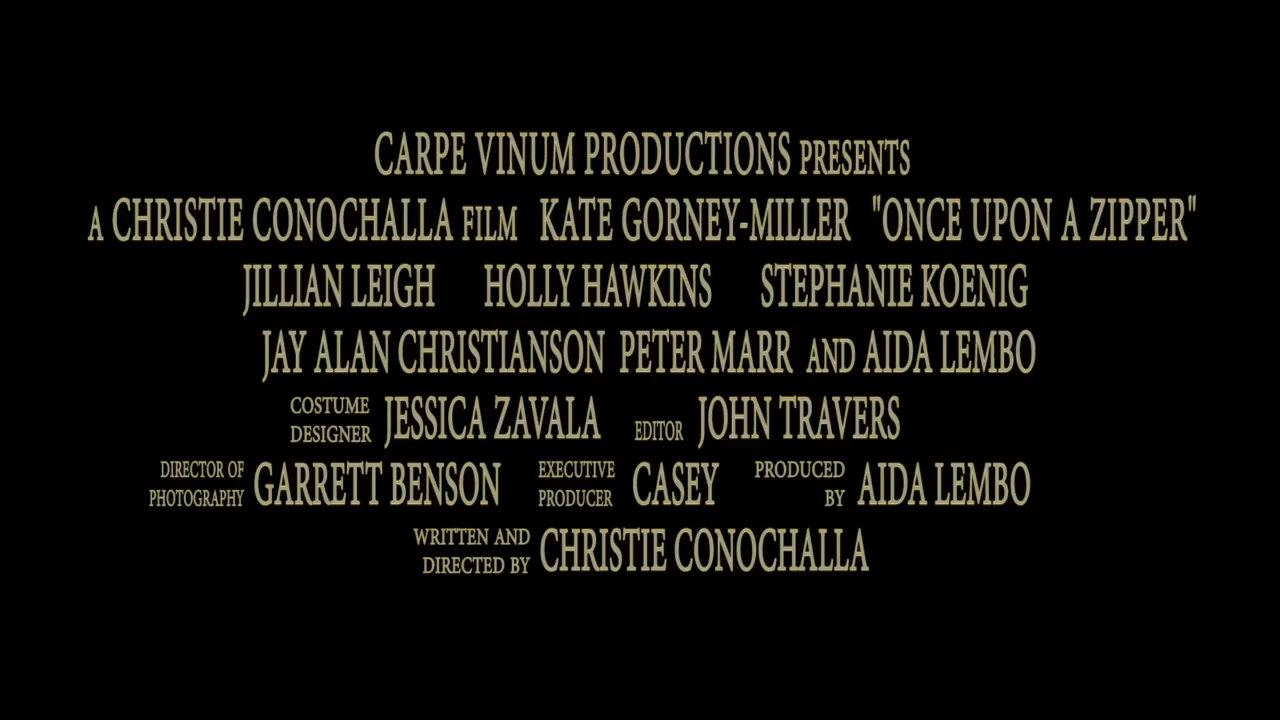 CARPE VINUM PRODUCTIONS PRESENTS
A CHRISTIE CONOCHALLA FILM KATE GORNEY-MILLER "ONCE UPON A ZIPPER"
JILLIAN LEIGH HOLLY HAWKINS STEPHANIE KOENIG
JAY ALAN CHRISTIANSON PETER MARR AND AIDA LEMBO
COSTUME DESIGNER JESSICA ZAVALA EDITOR JOHN TRAVERS
DIRECTOR OF PHOTOGRAPHY GARRETT BENSON EXECUTIVE PRODUCER CASEY PRODUCED BY AIDA LEMBO
WRITTEN AND DIRECTED BY CHRISTIE CONOCHALLA